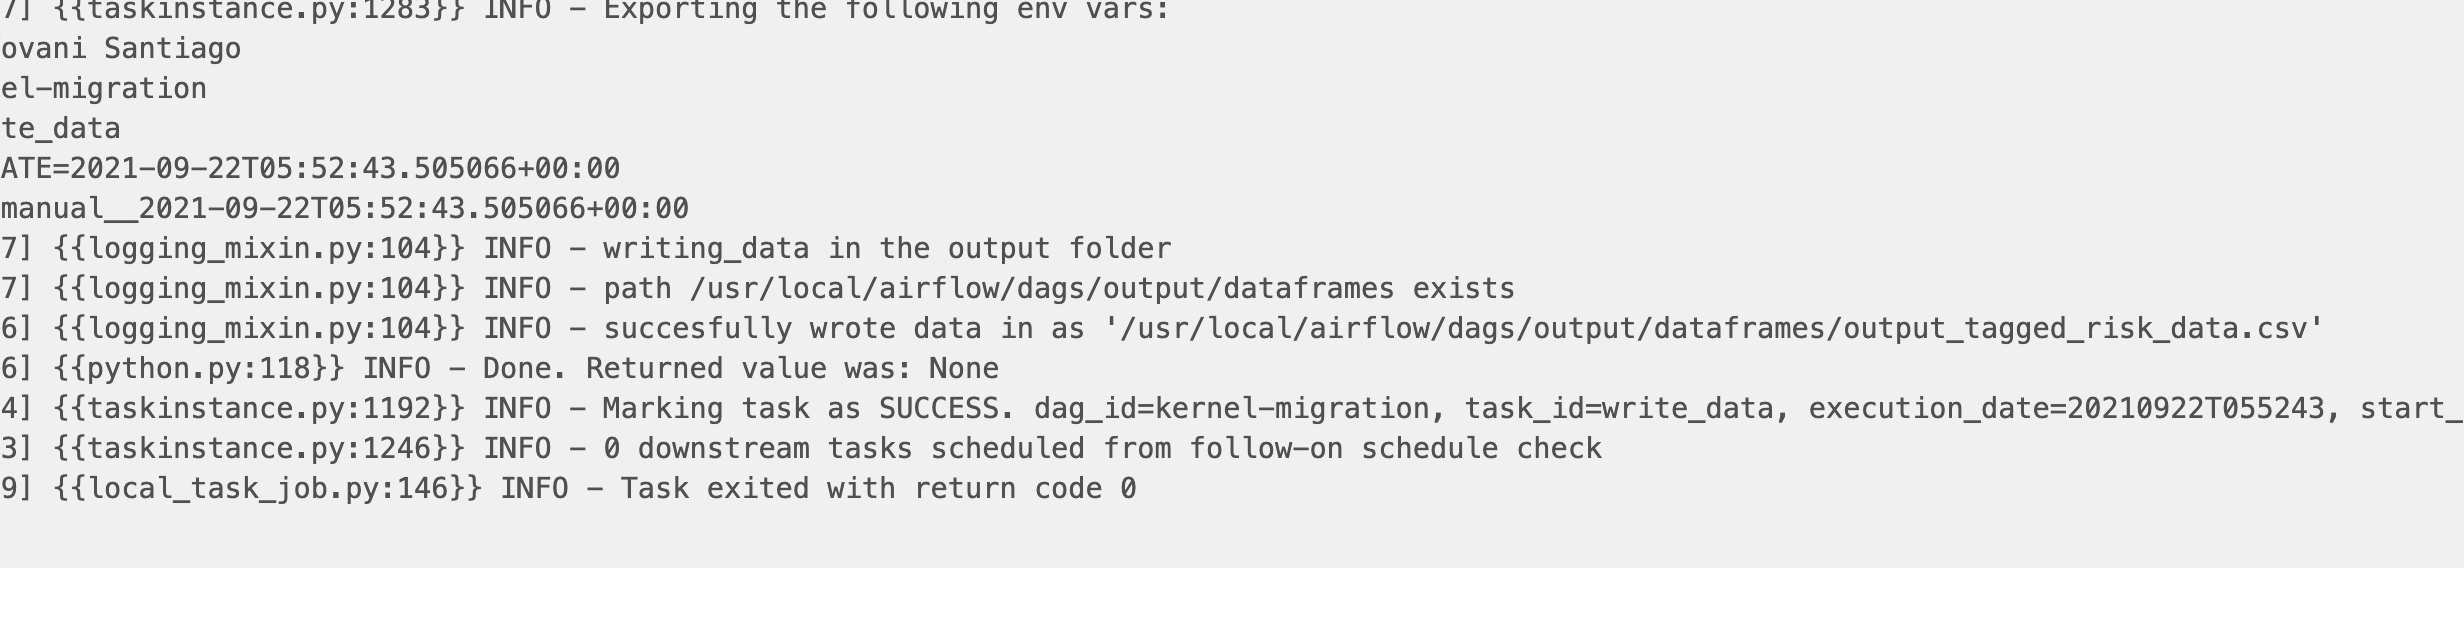 7] {{taskinstance.py:1283}} INFO - Exporting the following env vars:
ovani Santiago
el-migration
te_data
ATE=2021-09-22T05:52:43.505066+00:00
manual__2021-09-22T05:52:43.505066+00:00
7] {{logging_mixin.py:104}} INFO - writing_data in the output folder
7] {{logging_mixin.py:104}} INFO - path /usr/local/airflow/dags/output/dataframes exists
6] {{logging_mixin.py:104}} INFO - succesfully wrote data in as '/usr/local/airflow/dags/output/dataframes/output_tagged_risk_data.csv'
6] {{python.py:118}} INFO - Done. Returned value was: None
4] {{taskinstance.py:1192}} INFO - Marking task as SUCCESS. dag_id=kernel-migration, task_id=write_data, execution_date=20210922T055243, start_
3] {{taskinstance.py:1246}} INFO - 0 downstream tasks scheduled from follow-on schedule check
9] {{local_task_job.py:146}} INFO - Task exited with return code 0